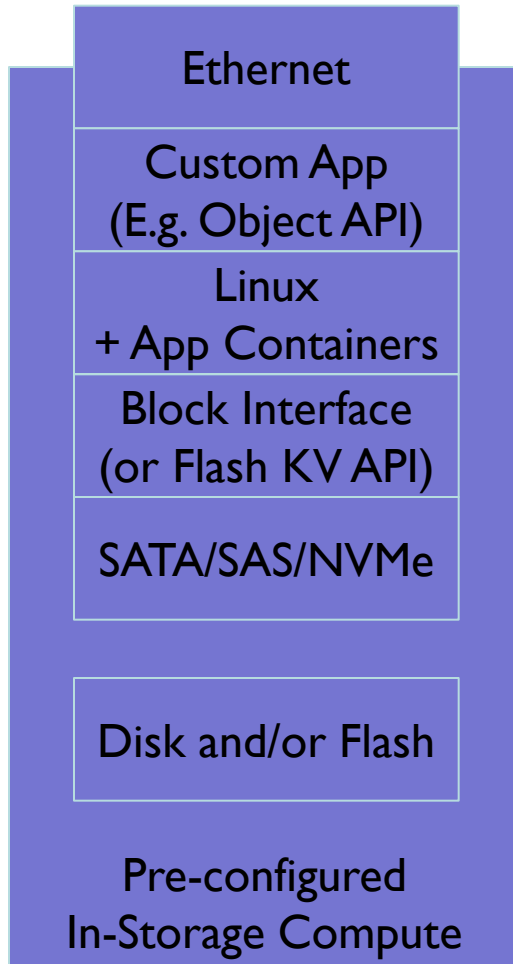 Ethernet
Custom App
(E.g. Object API)
Linux
+ App Containers
Block Interface
(or Flash KV API)
SATA/SAS/NVMe
Disk and/or Flash
Pre-configured
In-Storage Compute